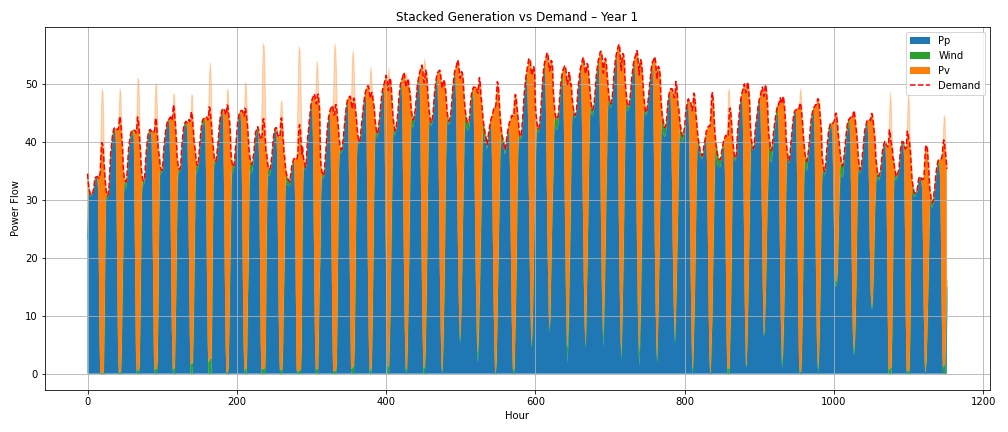 Stacked Generation vs Demand – Year 1
Pp
Wind
Pv
Demand
Power Flow
50
40
30
20
10
0
0 200 400 600 800 1000 1200
Hour